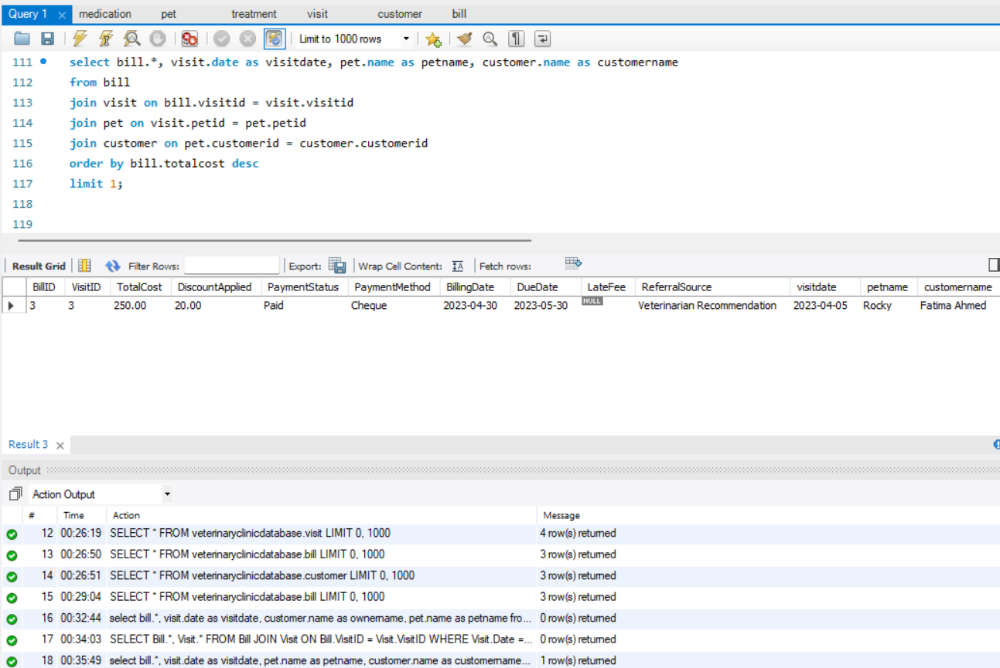 Query 1 medication pet treatment visit customer bill
Limit to 1000 rows
111 select bill.*, visit.date as visitdate, pet.name as petname, customer.name as customername
112 from bill
113 join visit on bill.visitid = visit.visitid
114 join pet on visit.petid = pet.petid
115 join customer on pet.customerid = customer.customerid
116 order by bill.totalcost desc
117 limit 1;
118
119
Result Grid Filter Rows: Export: Wrap Cell Content: IA Fetch rows:
BillID VisitID TotalCost DiscountApplied PaymentStatus PaymentMethod BillingDate DueDate LateFee ReferralSource visitdate petname customername
3 3 250.00 20.00 Paid Cheque 2023-04-30 2023-05-30 NULL Veterinarian Recommendation 2023-04-05 Rocky Fatima Ahmed
Result 3
Output
Action Output
# Time Action Message
12 00:26:19 SELECT * FROM veterinaryclinicdatabase.visit LIMIT 0, 1000 4 row(s) returned
13 00:26:50 SELECT * FROM veterinaryclinicdatabase.bill LIMIT 0, 1000 3 row(s) returned
14 00:26:51 SELECT * FROM veterinaryclinicdatabase.customer LIMIT 0, 1000 3 row(s) returned
15 00:29:04 SELECT * FROM veterinaryclinicdatabase.bill LIMIT 0, 1000 3 row(s) returned
16 00:32:44 select bill.*, visit.date as visitdate, customer.name as ownername, pet.name as petname fro... 0 row(s) returned
17 00:34:03 SELECT Bill.*, Visit.* FROM Bill JOIN Visit ON Bill.VisitID = Visit.VisitID WHERE Visit.Date =... 0 row(s) returned
18 00:35:49 select bill.*, visit.date as visitdate, pet.name as petname, customer.name as customername... 1 row(s) returned